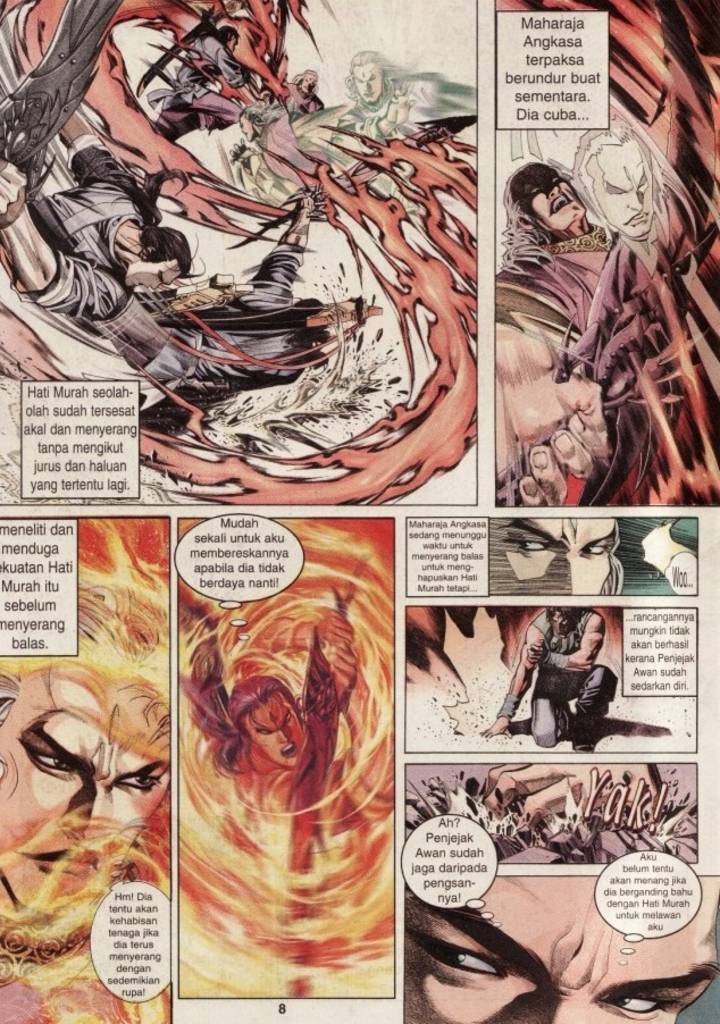 Maharaja
Angkasa
terpaksa
berundur buat
sementara.
Dia cuba...
Hati Murah seolah-
olah sudah tersesat
akal dan menyerang
tanpa mengikut
jurus dan haluan
yang tertentu lagi.
meneliti dan
menduga
ekuatan Hati
Murah itu
sebelum
menyerang
balas.
Hm! Dia
tentu akan
kehabisan
tenaga jika
dia terus
menyerang
dengan
sedemikian
rupa!
Mudah
sekali untuk aku
membereskannya
apabila dia tidak
berdaya nanti!
Maharaja Angkasa
sedang menunggu
waktu untuk
menyerang balas
untuk meng-
hapuskan Hati
Murah tetapi...
Woo...
...rancangannya
mungkin tidak
akan berhasil
kerana Penjejak
Awan sudah
sedarkan diri.
Yak!
Ah?
Penjejak
Awan sudah
jaga daripada
pengsan-
nya!
Aku
belum tentu
akan menang jika
dia berganding bahu
dengan Hati Murah
untuk melawan
aku
8